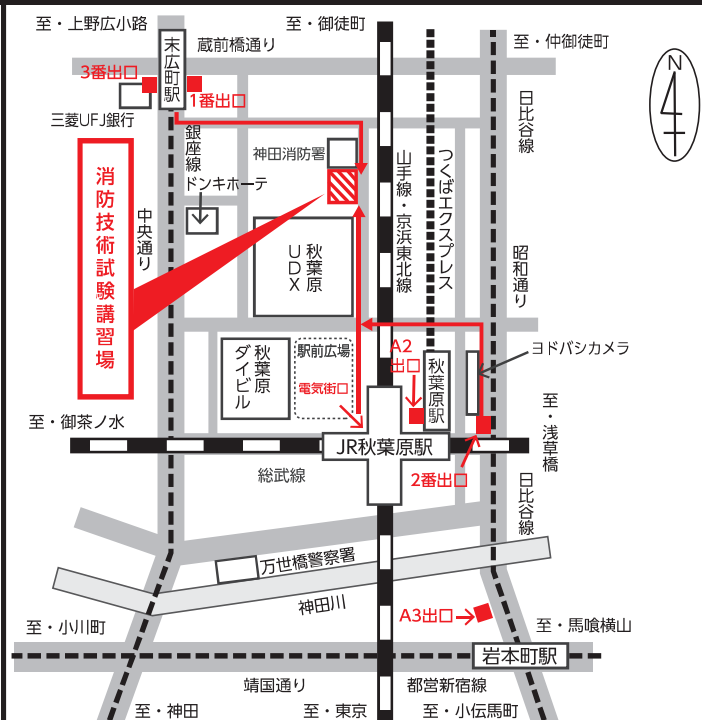 至・上野広小路
至・御徒町
蔵前橋通り
至・仲御徒町
N
末広町駅
3番出口
1番出口
三菱UFJ銀行
日比谷線
銀座線
神田消防署
山手線・京浜東北線
つくばエクスプレス
ドンキホーテ
消防技術試験講習場
中央通り
秋葉原UDX
昭和通り
秋葉原ダイビル
駅前広場
電気街口
A2出口
秋葉原駅
ヨドバシカメラ
至・御茶ノ水
JR秋葉原駅
至・浅草橋
総武線
2番出口
日比谷線
万世橋警察署
神田川
A3出口
至・小川町
至・馬喰横山
岩本町駅
靖国通り
都営新宿線
至・神田
至・東京
至・小伝馬町